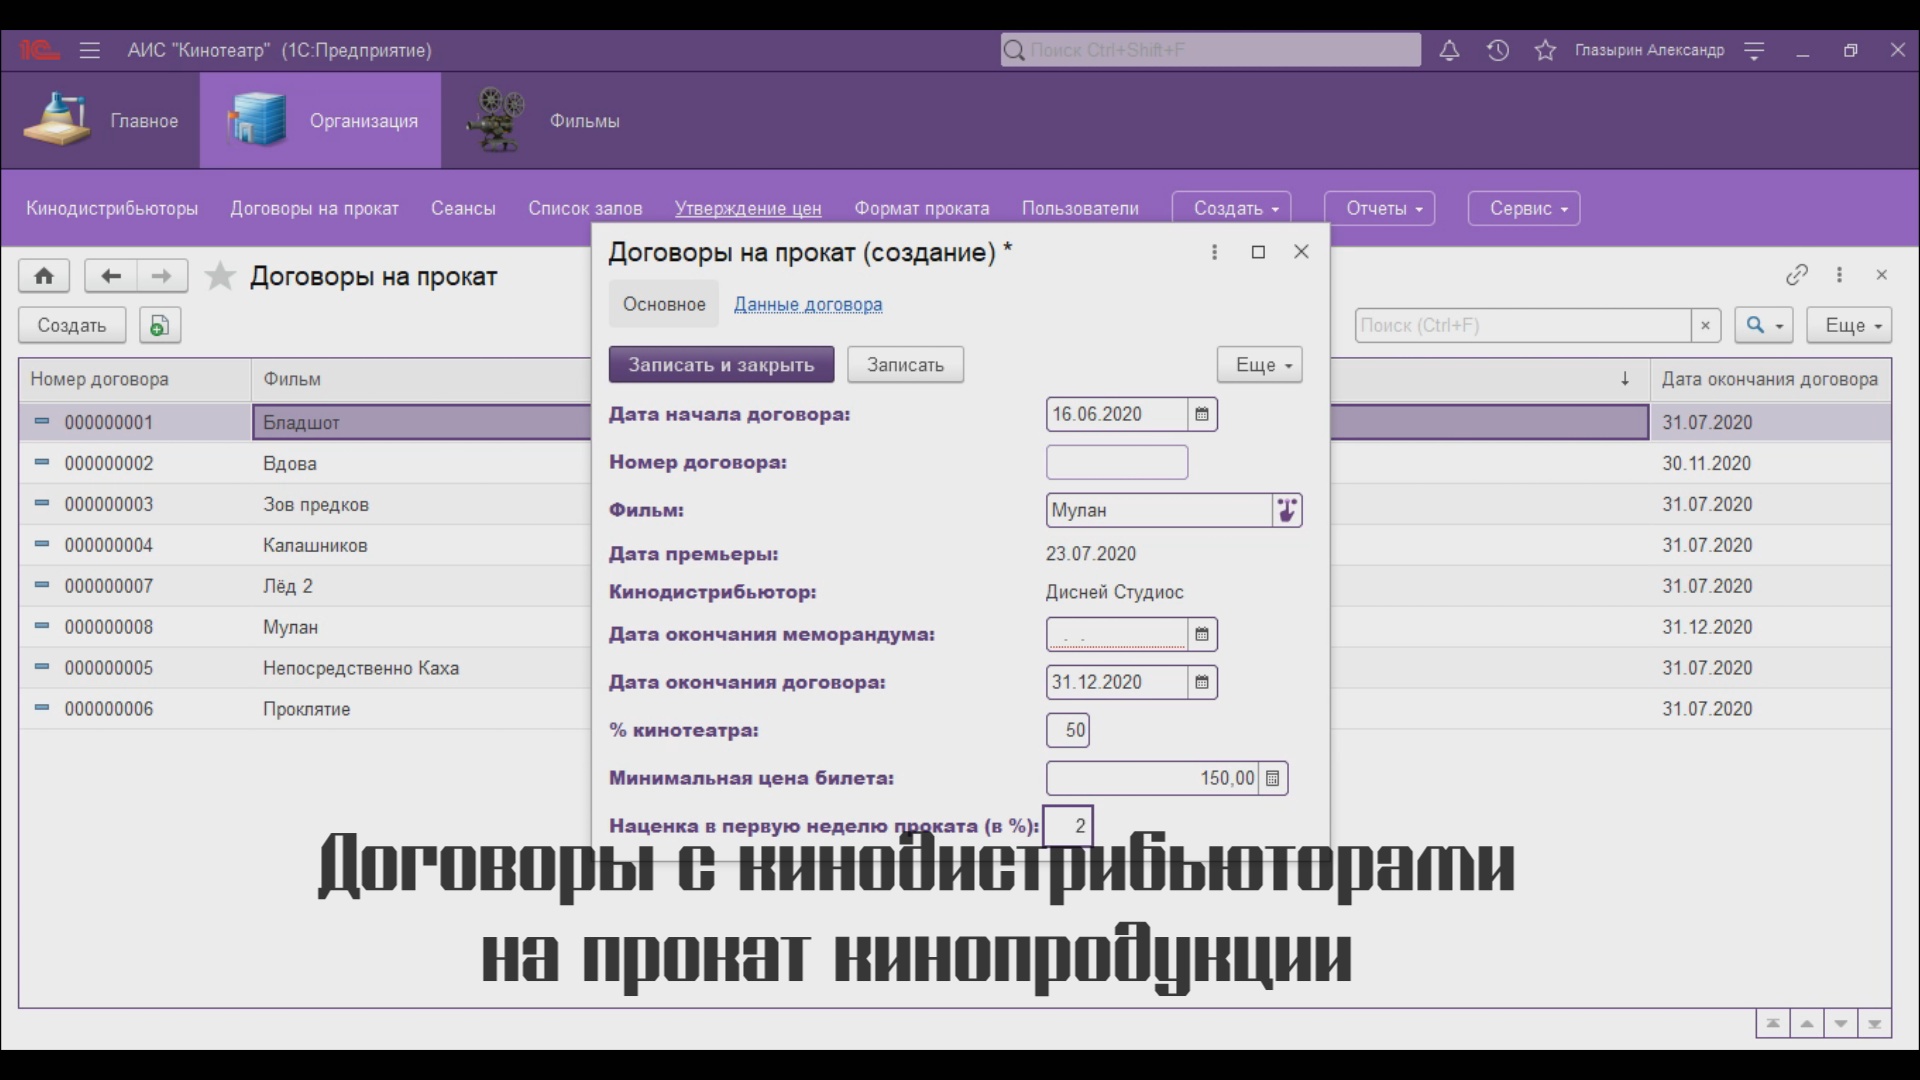 1С АИС "Кинотеатр" (1С:Предприятие) Поиск Ctrl+Shift+F Глазырин Александр
Главное Организация Фильмы
Кинодистрибьюторы Договоры на прокат Сеансы Список залов Утверждение цен Формат проката Пользователи Создать Отчеты Сервис
Договоры на прокат
Создать Поиск (Ctrl+F) × Еще
Номер договора Фильм ↓ Дата окончания договора
000000001 Бладшот 31.07.2020
000000002 Вдова 30.11.2020
000000003 Зов предков 31.07.2020
000000004 Калашников 31.07.2020
000000007 Лёд 2 31.07.2020
000000008 Мулан 31.12.2020
000000005 Непосредственно Каха 31.07.2020
000000006 Проклятие 31.07.2020
Договоры на прокат (создание) *
Основное Данные договора
Записать и закрыть Записать Еще
Дата начала договора: 16.06.2020
Номер договора:
Фильм: Мулан
Дата премьеры: 23.07.2020
Кинодистрибьютор: Дисней Студиос
Дата окончания меморандума: . .
Дата окончания договора: 31.12.2020
% кинотеатра: 50
Минимальная цена билета: 150,00
Наценка в первую неделю проката (в %): 2
Договоры с кинодистрибьюторами
на прокат кинопродукции